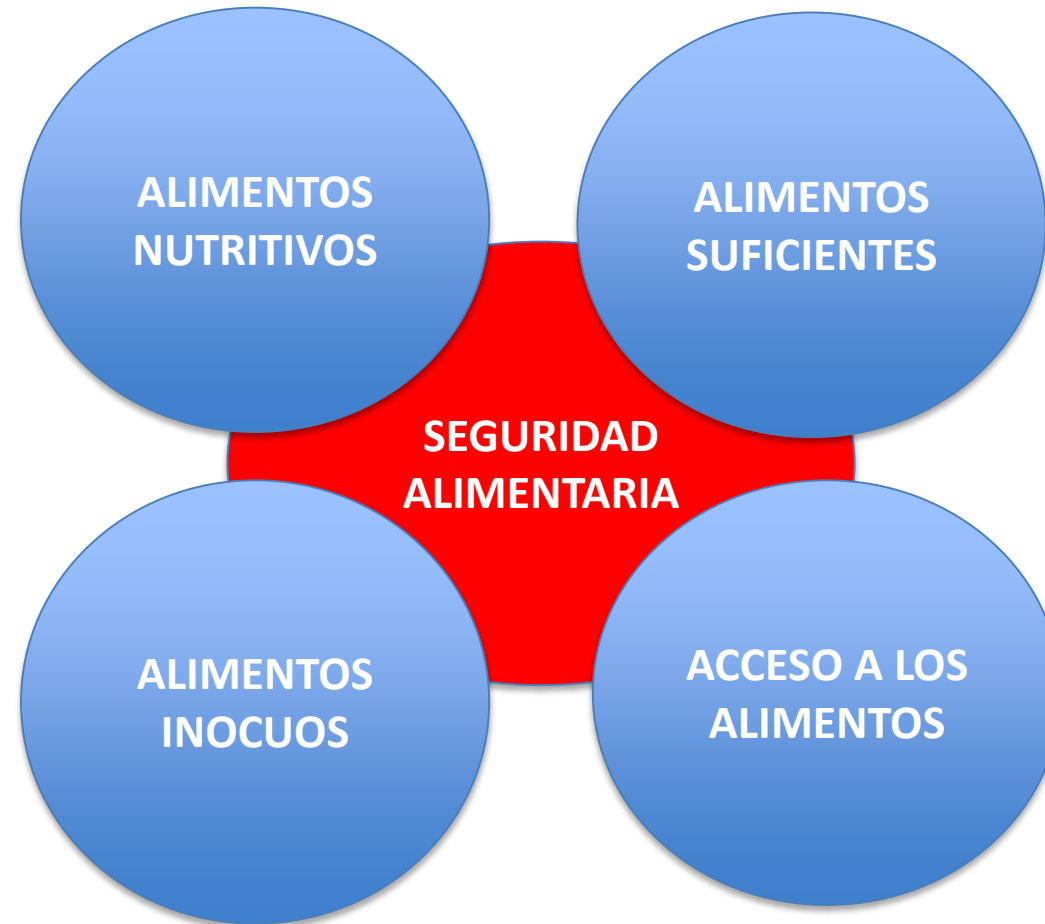 ALIMENTOS
NUTRITIVOS
ALIMENTOS
SUFICIENTES
SEGURIDAD
ALIMENTARIA
ALIMENTOS
INOCUOS
ACCESO A LOS
ALIMENTOS